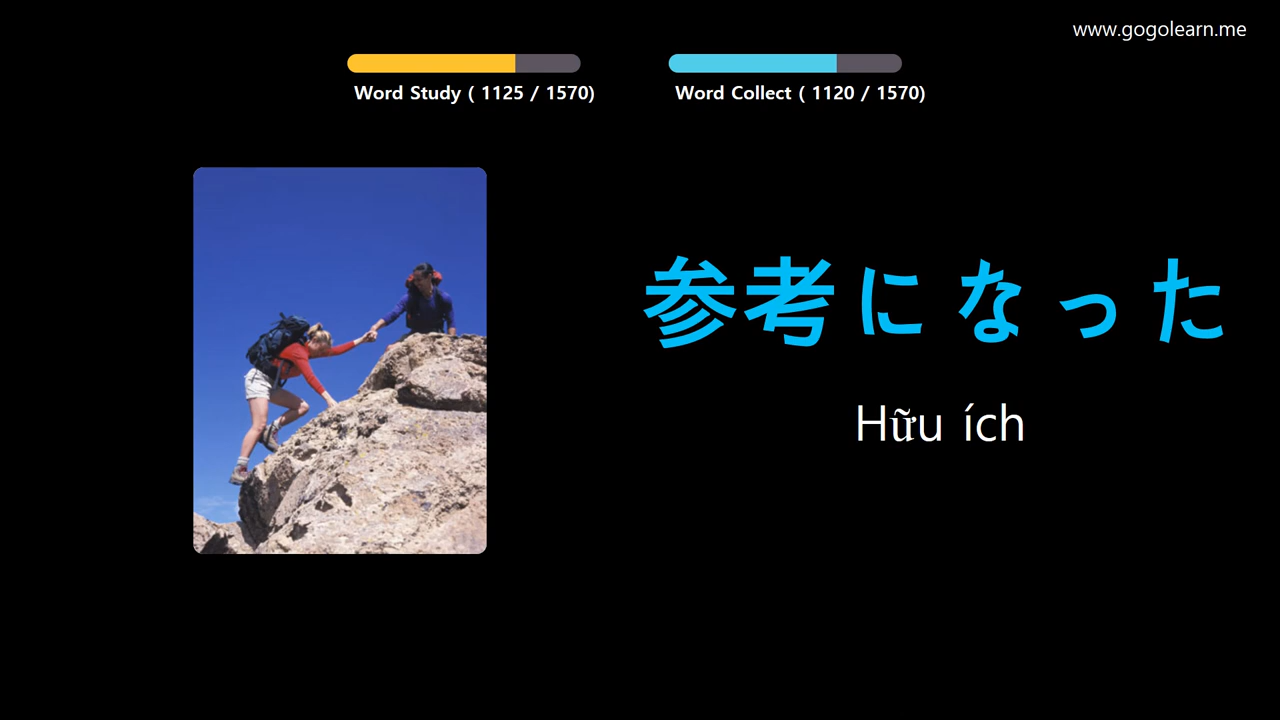 www.gogolearn.me
Word Study ( 1125 / 1570)
Word Collect ( 1120 / 1570)
参考になった
Hữu ích